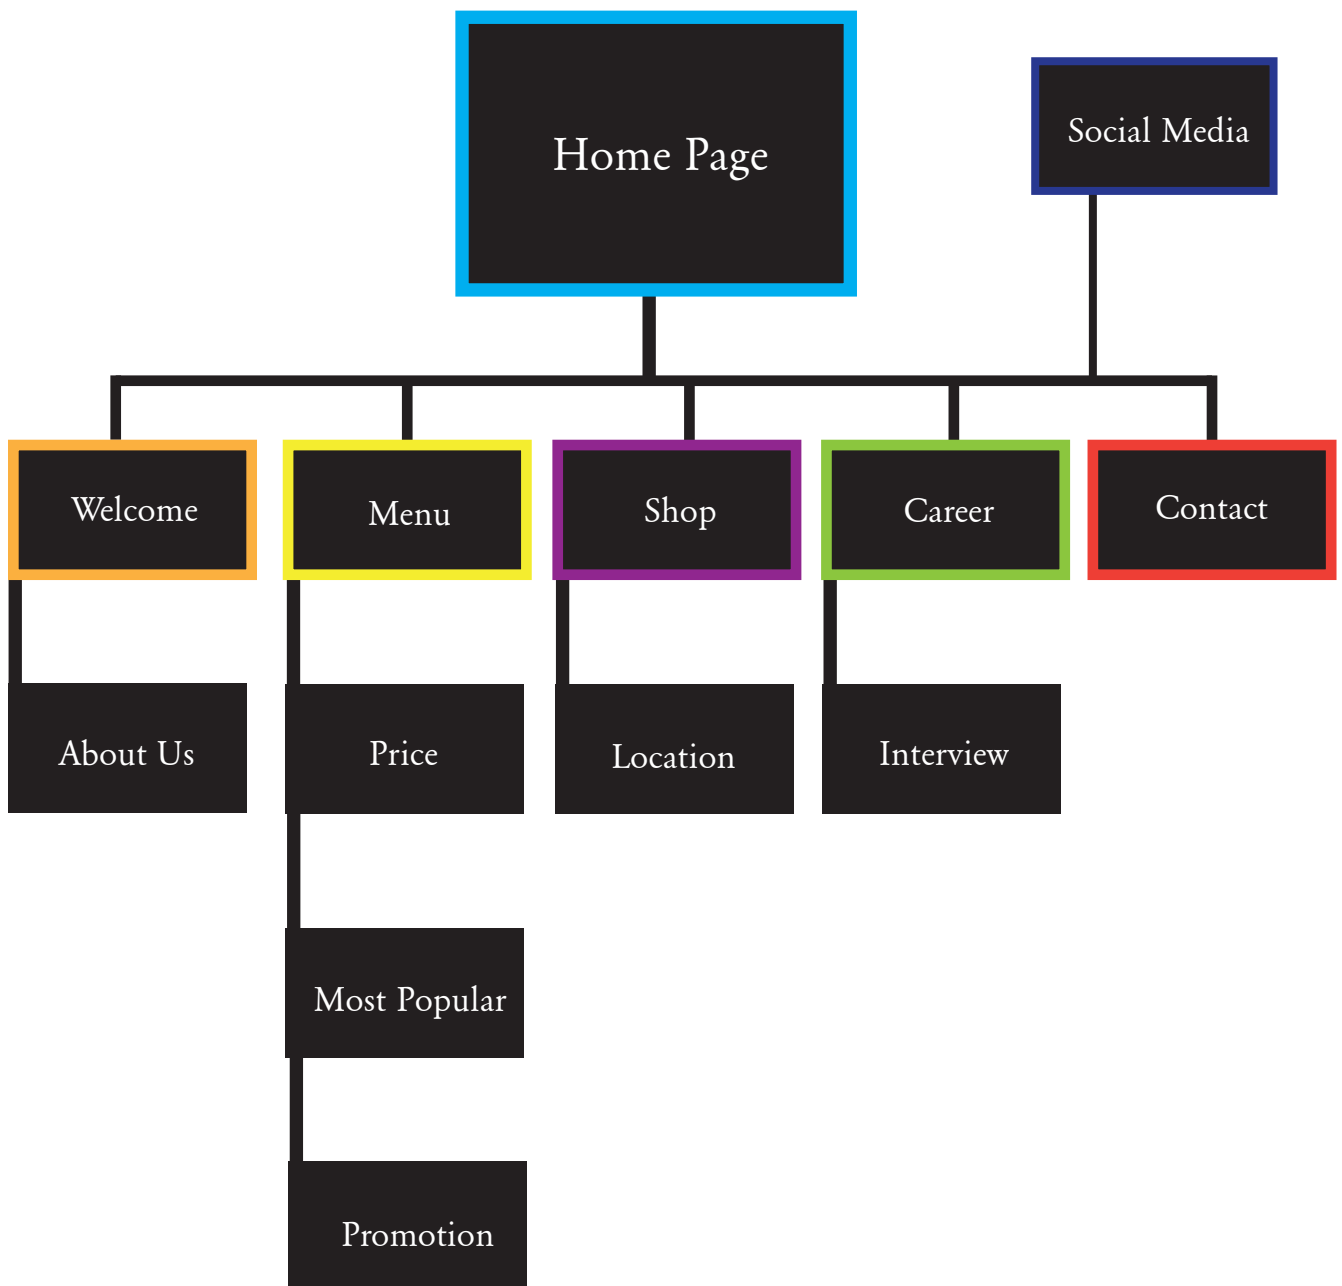 Home Page
Social Media
Welcome
Menu
Shop
Career
Contact
About Us
Price
Location
Interview
Most Popular
Promotion